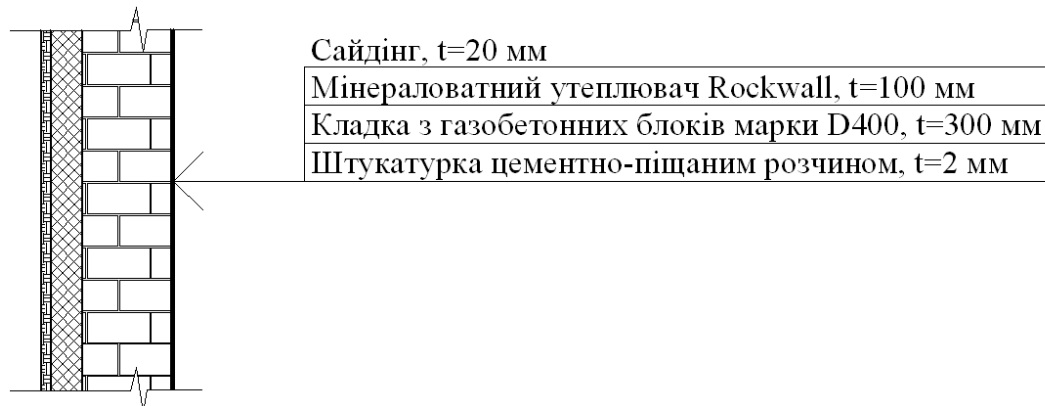 Сайдінг, t=20 мм
Мінераловатний утеплювач Rockwall, t=100 мм
Кладка з газобетонних блоків марки D400, t=300 мм
Штукатурка цементно-піщаним розчином, t=2 мм